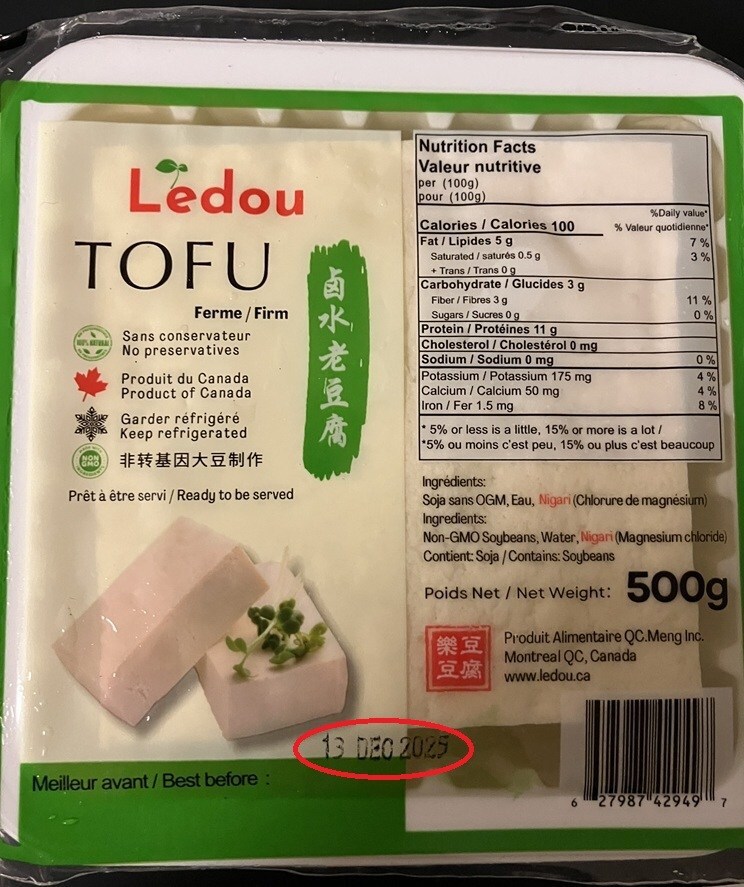 Ledou
TOFU
Ferme / Firm
卤水老豆腐
100% NATURAL
Sans conservateur
No preservatives
Produit du Canada
Product of Canada
Garder réfrigéré
Keep refrigerated
NON
GMO
非转基因大豆制作
Prêt à être servi / Ready to be served
Nutrition Facts
Valeur nutritive
per (100g)
pour (100g)
%Daily value*
Calories / Calories 100
% Valeur quotidienne*
Fat / Lipides 5 g 7 %
Saturated / saturés 0.5 g 3 %
+ Trans / Trans 0 g
Carbohydrate / Glucides 3 g
Fiber / Fibres 3 g 11 %
Sugars / Sucres 0 g 0 %
Protein / Protéines 11 g
Cholesterol / Cholestérol 0 mg
Sodium / Sodium 0 mg 0 %
Potassium / Potassium 175 mg 4 %
Calcium / Calcium 50 mg 4 %
Iron / Fer 1.5 mg 8 %
* 5% or less is a little, 15% or more is a lot /
*5% ou moins c'est peu, 15% ou plus c'est beaucoup
Ingrédients:
Soja sans OGM, Eau, Nigari (Chlorure de magnésium)
Ingredients:
Non-GMO Soybeans, Water, Nigari (Magnesium chloride)
Contient: Soja / Contains: Soybeans
Poids Net / Net Weight: 500g
樂豆
豆腐
Produit Alimentaire QC.Meng Inc.
Montreal QC, Canada
www.ledou.ca
13 DEC 2025
Meilleur avant / Best before :
6 27987 42949 7